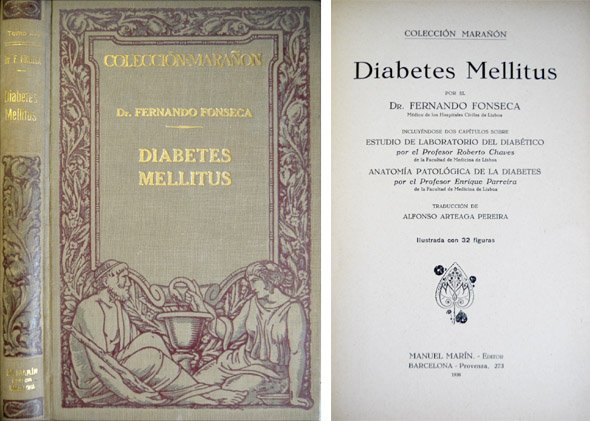 TOMO X
Diabetes
Mellitus
COLECCIÓN·MARAÑÓN
DR. FERNANDO FONSECA
DIABETES
MELLITUS
COLECCIÓN MARAÑÓN
Diabetes Mellitus
POR EL
DR. FERNANDO FONSECA
Médico de los Hospitales Civiles de Lisboa
INCLUYÉNDOSE DOS CAPÍTULOS SOBRE
ESTUDIO DE LABORATORIO DEL DIABÉTICO
por el Profesor Roberto Chaves
de la Facultad de Medicina de Lisboa
ANATOMÍA PATOLÓGICA DE LA DIABETES
por el Profesor Enrique Parreira
de la Facultad de Medicina de Lisboa
TRADUCCIÓN DE
ALFONSO ARTEAGA PEREIRA
Ilustrada con 32 figuras
MANUEL MARÍN. - Editor
BARCELONA - Provenza, 273